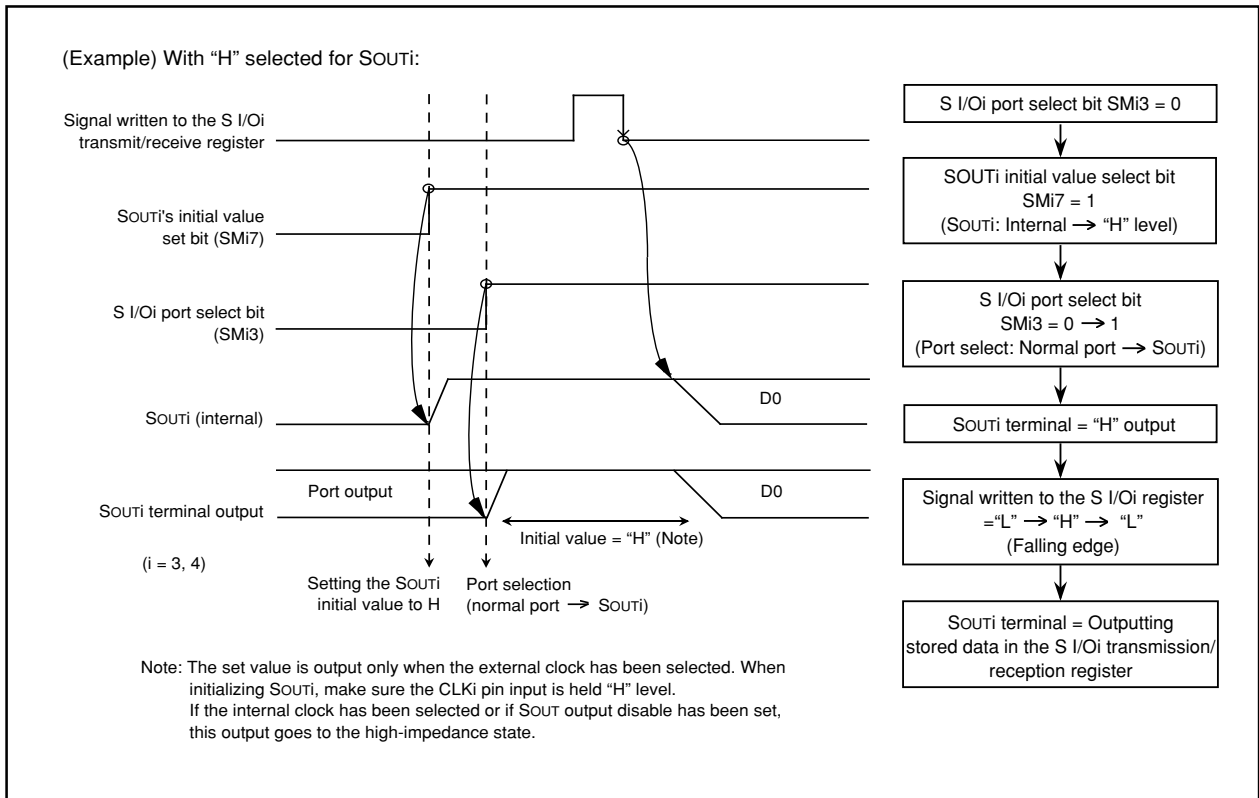 (Example) With “H” selected for SOUTi:
Signal written to the S I/Oi
transmit/receive register
SOUTi's initial value
set bit (SMi7)
S I/Oi port select bit
(SMi3)
SOUTi (internal)
D0
Port output
D0
SOUTi terminal output
Initial value = “H” (Note)
(i = 3, 4)
Setting the SOUTi
initial value to H
Port selection
(normal port → SOUTi)
Note: The set value is output only when the external clock has been selected. When
initializing SOUTi, make sure the CLKi pin input is held “H” level.
If the internal clock has been selected or if SOUT output disable has been set,
this output goes to the high-impedance state.
S I/Oi port select bit SMi3 = 0
SOUTi initial value select bit
SMi7 = 1
(SOUTi: Internal → “H” level)
S I/Oi port select bit
SMi3 = 0 → 1
(Port select: Normal port → SOUTi)
SOUTi terminal = “H” output
Signal written to the S I/Oi register
=“L” → “H” → “L”
(Falling edge)
SOUTi terminal = Outputting
stored data in the S I/Oi transmission/
reception register